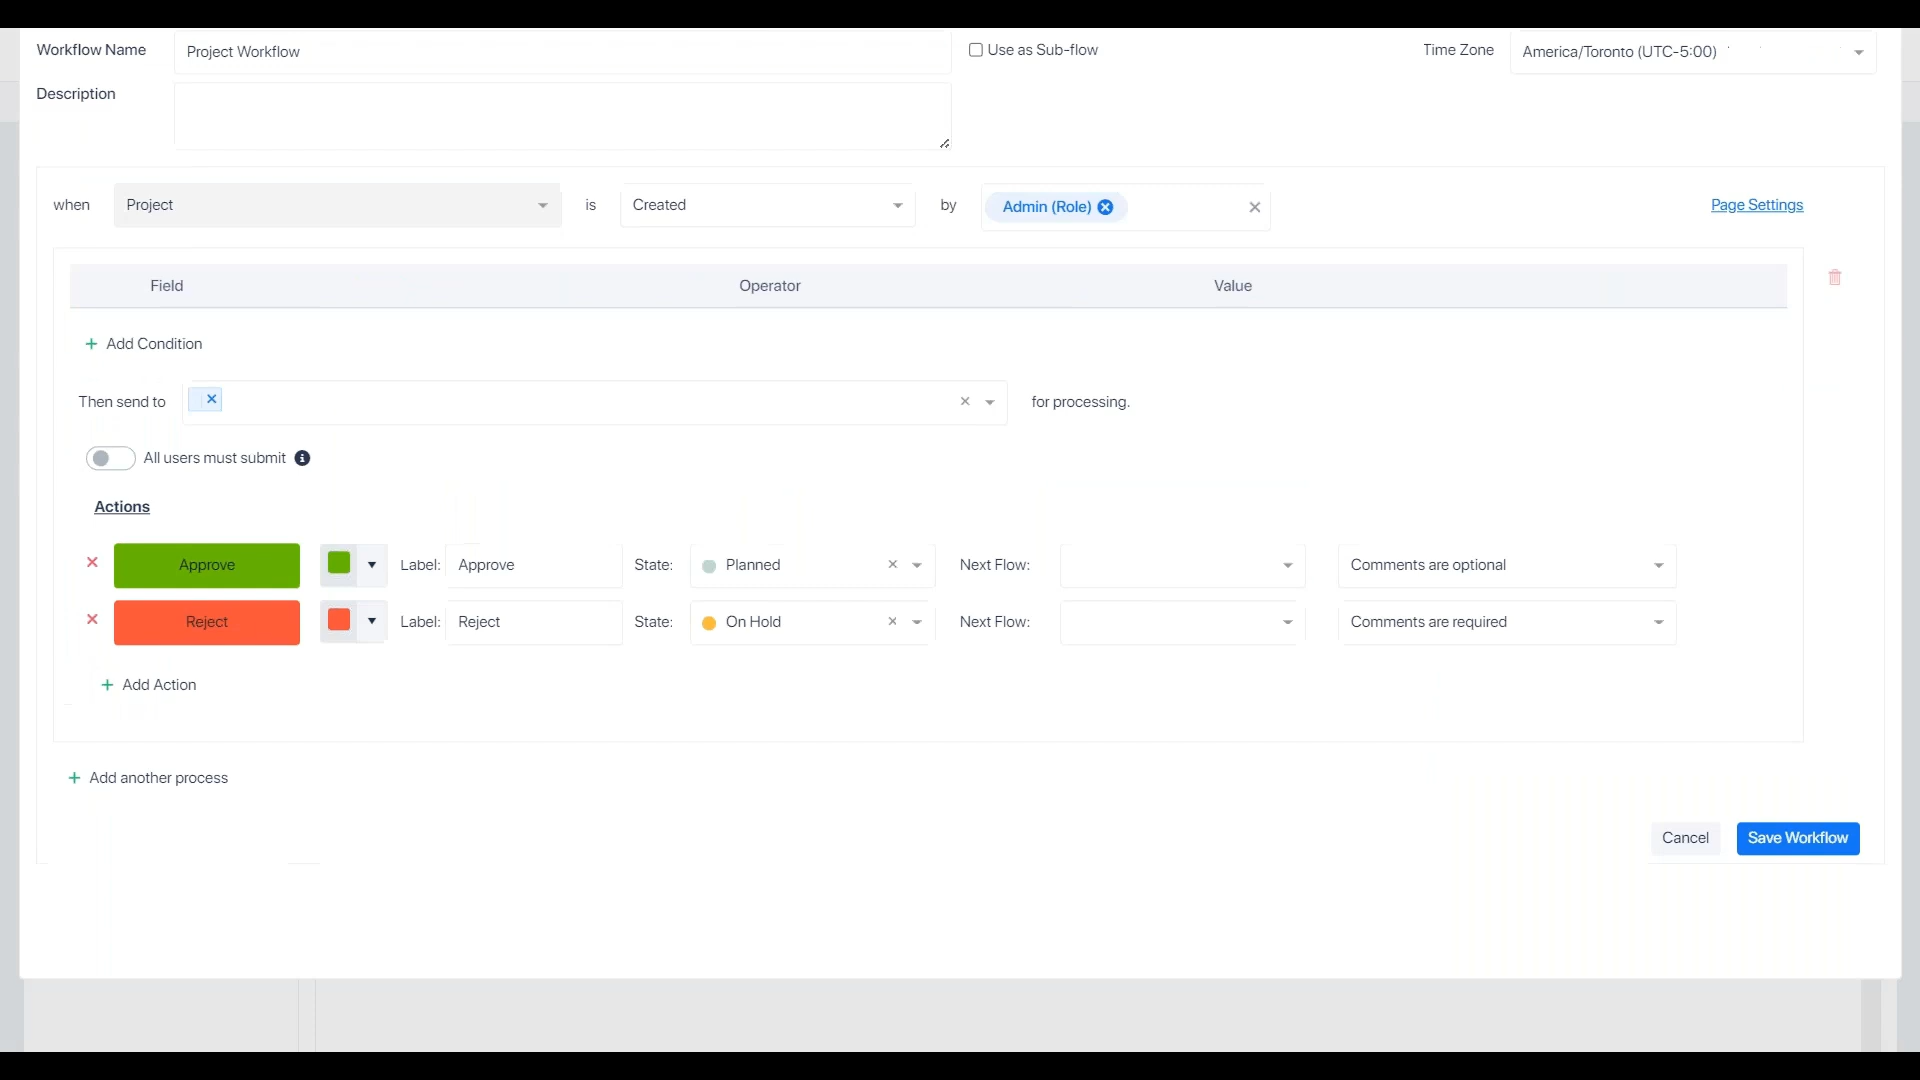 Workflow Name Project Workflow Use as Sub-flow Time Zone America/Toronto (UTC-5:00)
Description
when Project is Created by Admin (Role) Page Settings
Field Operator Value
+ Add Condition
Then send to for processing.
All users must submit
Actions
Approve Label: Approve State: Planned Next Flow: Comments are optional
Reject Label: Reject State: On Hold Next Flow: Comments are required
+ Add Action
+ Add another process
Cancel Save Workflow